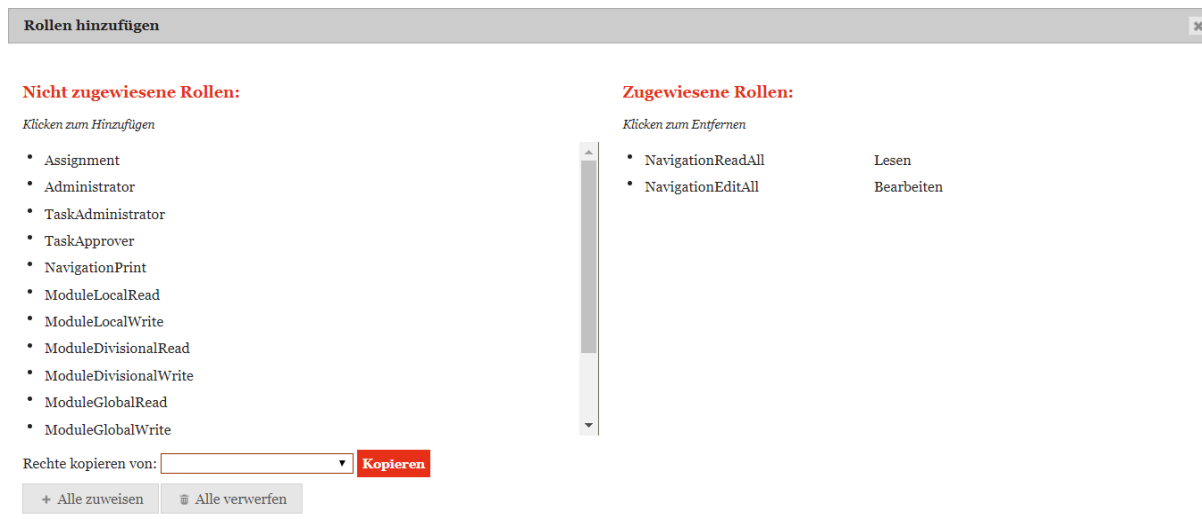 Rollen hinzufügen
Nicht zugewiesene Rollen:
Klicken zum Hinzufügen
Assignment
Administrator
TaskAdministrator
TaskApprover
NavigationPrint
ModuleLocalRead
ModuleLocalWrite
ModuleDivisionalRead
ModuleDivisionalWrite
ModuleGlobalRead
ModuleGlobalWrite
Rechte kopieren von: Kopieren
+ Alle zuweisen Alle verwerfen
Zugewiesene Rollen:
Klicken zum Entfernen
NavigationReadAll Lesen
NavigationEditAll Bearbeiten